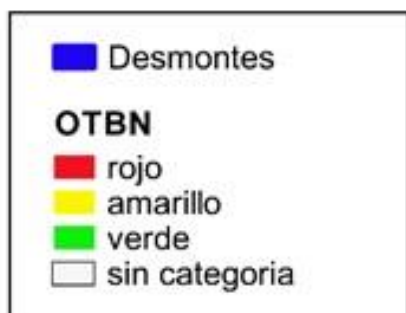 Desmontes
OTBN
rojo
amarillo
verde
sin categoria